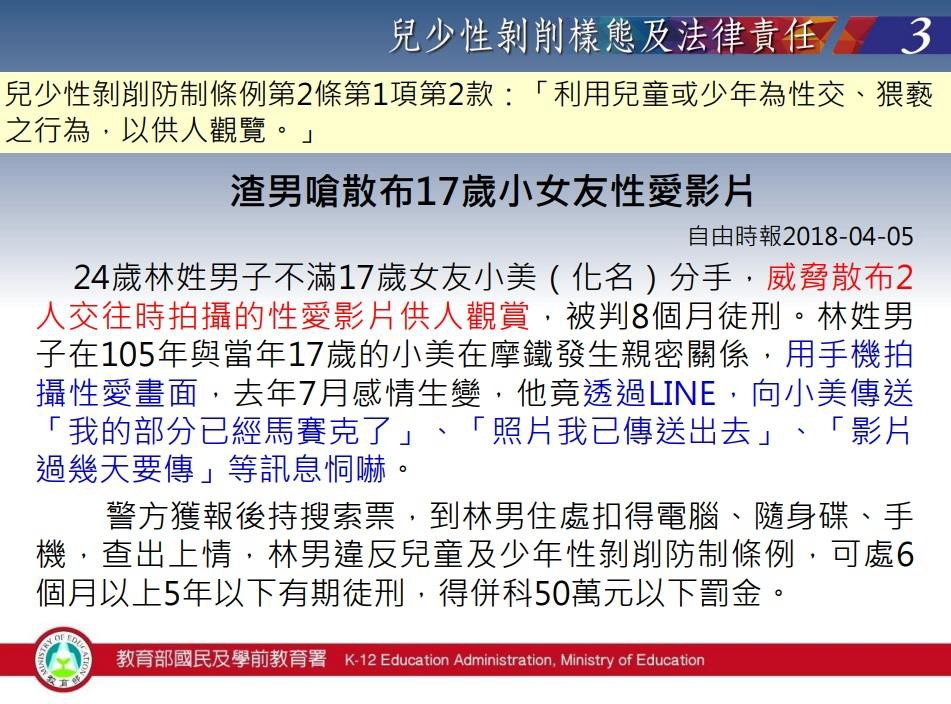 兒少性剝削樣態及法律責任 3
兒少性剝削防制條例第2條第1項第2款：「利用兒童或少年為性交、猥褻
之行為，以供人觀覽。」
渣男嗆散布17歲小女友性愛影片
自由時報2018-04-05
24歲林姓男子不滿17歲女友小美（化名）分手，威脅散布2
人交往時拍攝的性愛影片供人觀賞，被判8個月徒刑。林姓男
子在105年與當年17歲的小美在摩鐵發生親密關係，用手機拍
攝性愛畫面，去年7月感情生變，他竟透過LINE，向小美傳送
「我的部分已經馬賽克了」、「照片我已傳送出去」、「影片
過幾天要傳」等訊息恫嚇。
警方獲報後持搜索票，到林男住處扣得電腦、隨身碟、手
機，查出上情，林男違反兒童及少年性剝削防制條例，可處6
個月以上5年以下有期徒刑，得併科50萬元以下罰金。
MINISTRY OF EDUCATION
教育部
教育部國民及學前教育署 K-12 Education Administration, Ministry of Education